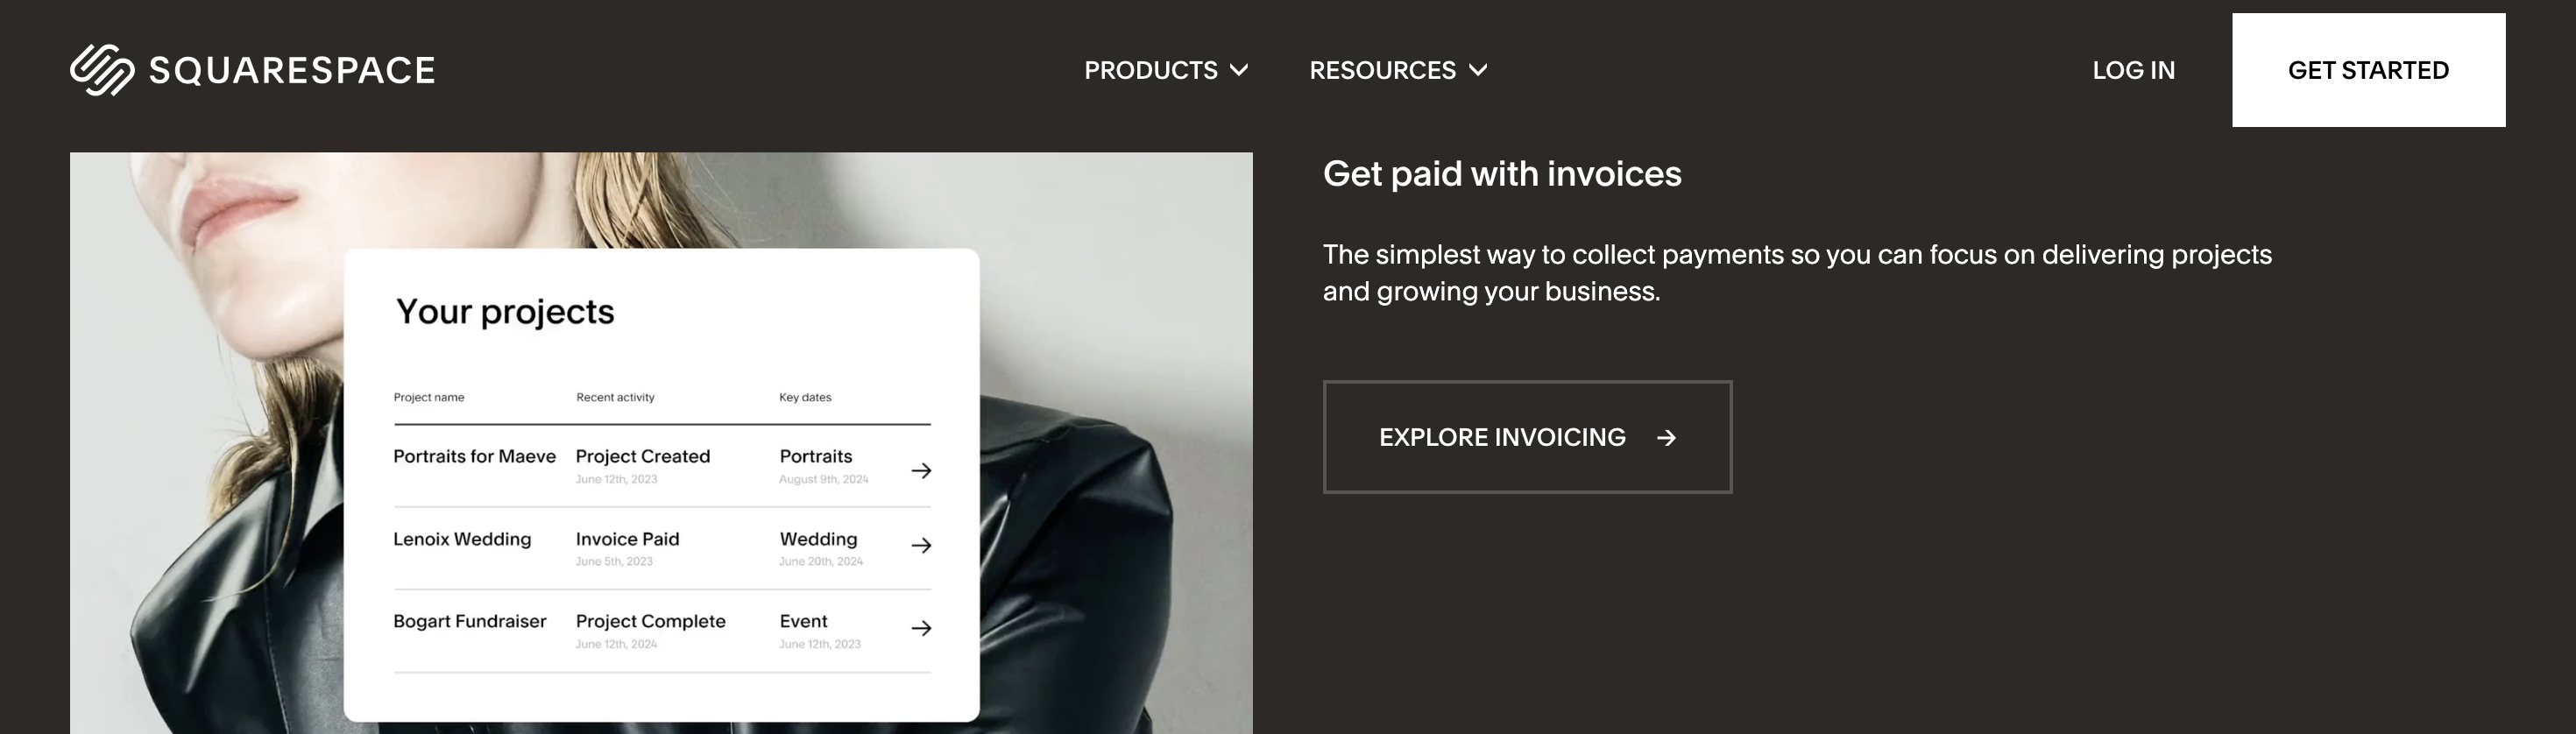 SQUARESPACE
PRODUCTS
RESOURCES
LOG IN
GET STARTED
Your projects
Project name Recent activity Key dates
Portraits for Maeve Project Created Portraits
June 12th, 2023 August 9th, 2024
Lenoix Wedding Invoice Paid Wedding
June 5th, 2023 June 20th, 2024
Bogart Fundraiser Project Complete Event
June 12th, 2024 June 12th, 2023
Get paid with invoices
The simplest way to collect payments so you can focus on delivering projects
and growing your business.
EXPLORE INVOICING →